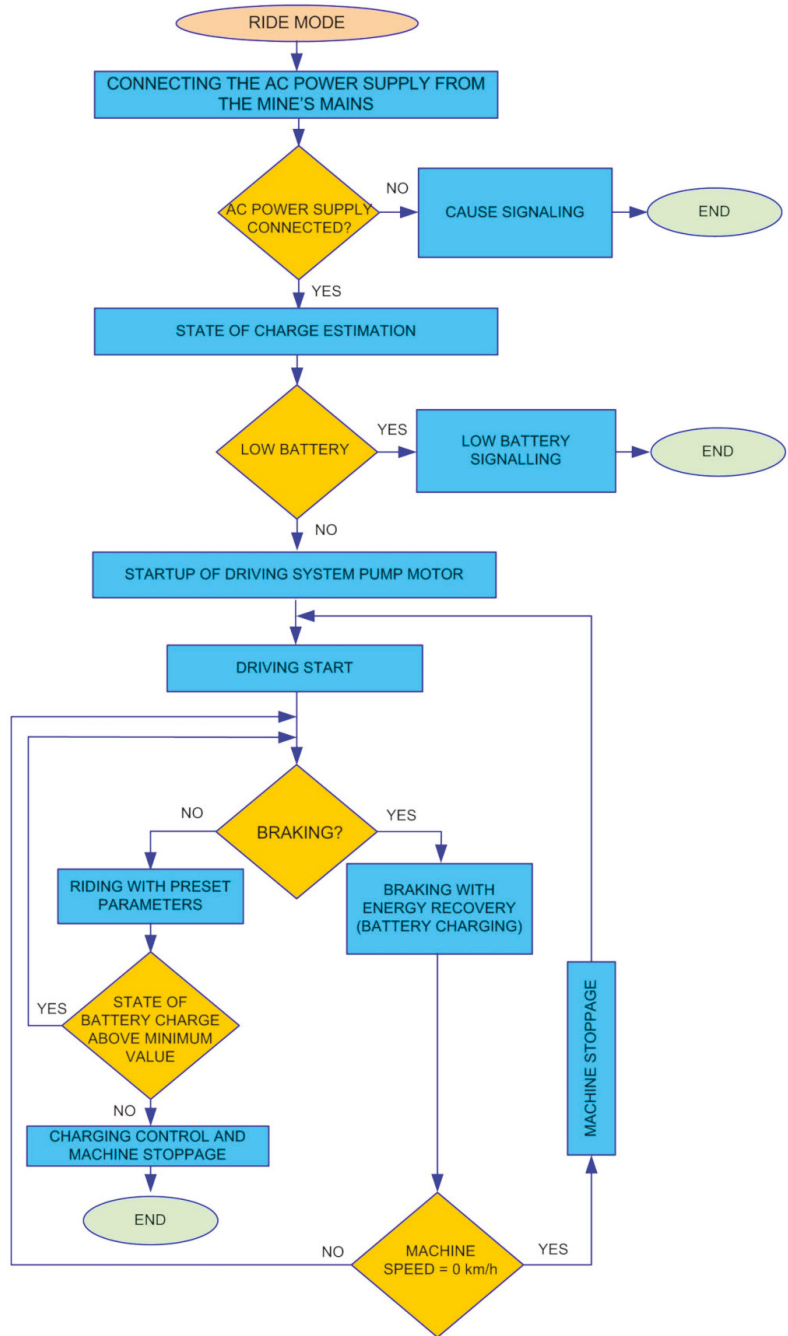 RIDE MODE
CONNECTING THE AC POWER SUPPLY FROM
THE MINE'S MAINS
AC POWER SUPPLY
CONNECTED?
NO
CAUSE SIGNALING
END
YES
STATE OF CHARGE ESTIMATION
LOW BATTERY
YES
LOW BATTERY
SIGNALLING
END
NO
STARTUP OF DRIVING SYSTEM PUMP MOTOR
DRIVING START
BRAKING?
NO
YES
RIDING WITH PRESET
PARAMETERS
BRAKING WITH
ENERGY RECOVERY
(BATTERY CHARGING)
STATE OF
BATTERY CHARGE
ABOVE MINIMUM
VALUE
YES
NO
CHARGING CONTROL AND
MACHINE STOPPAGE
END
MACHINE
SPEED = 0 km/h
NO
YES
MACHINE STOPPAGE